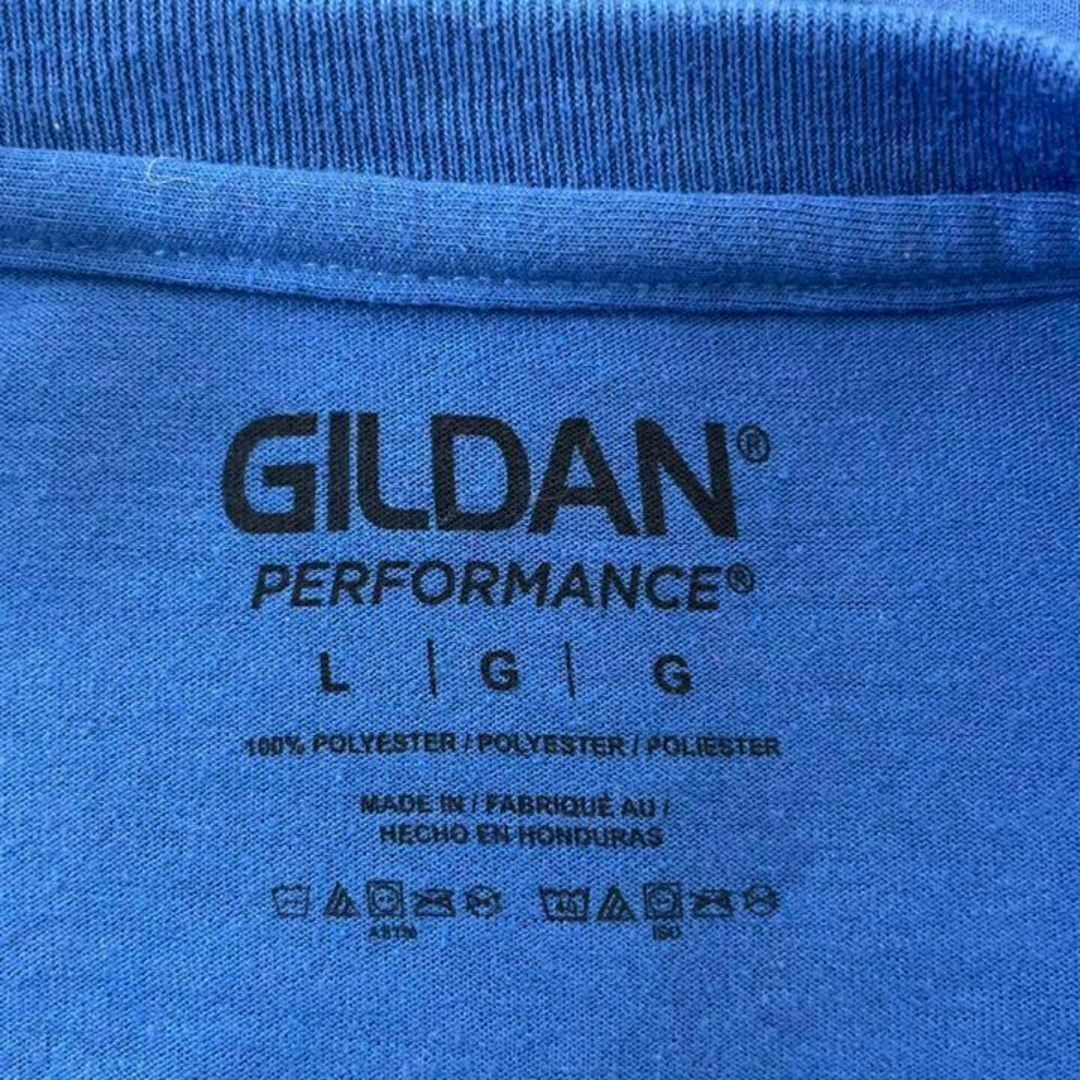 GILDAN®
PERFORMANCE®
L | G | G
100% POLYESTER / POLYESTER / POLIESTER
MADE IN / FABRIQUÉ AU /
HECHO EN HONDURAS
ASTM ISO